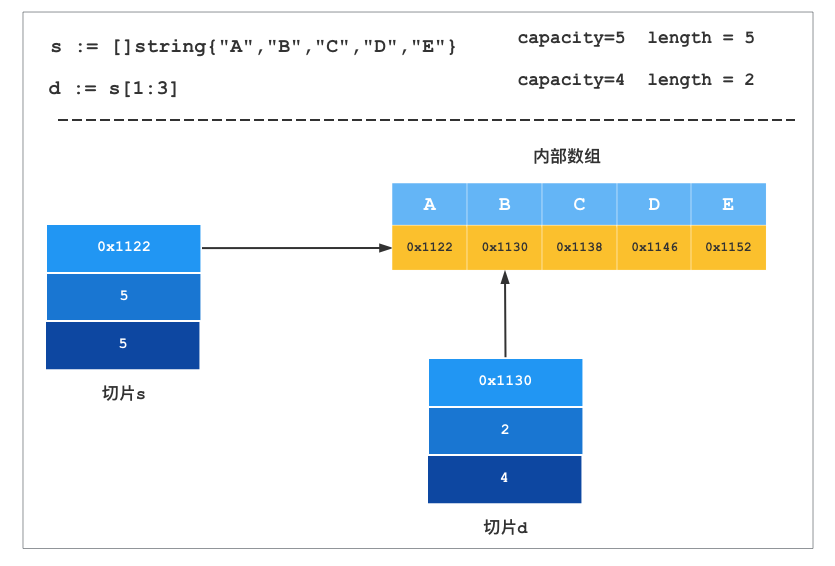 s := []string{"A","B","C","D","E"}
capacity=5 length = 5
d := s[1:3]
capacity=4 length = 2
内部数组
A B C D E
0x1122 0x1130 0x1138 0x1146 0x1152
0x1122
5
5
切片s
0x1130
2
4
切片d